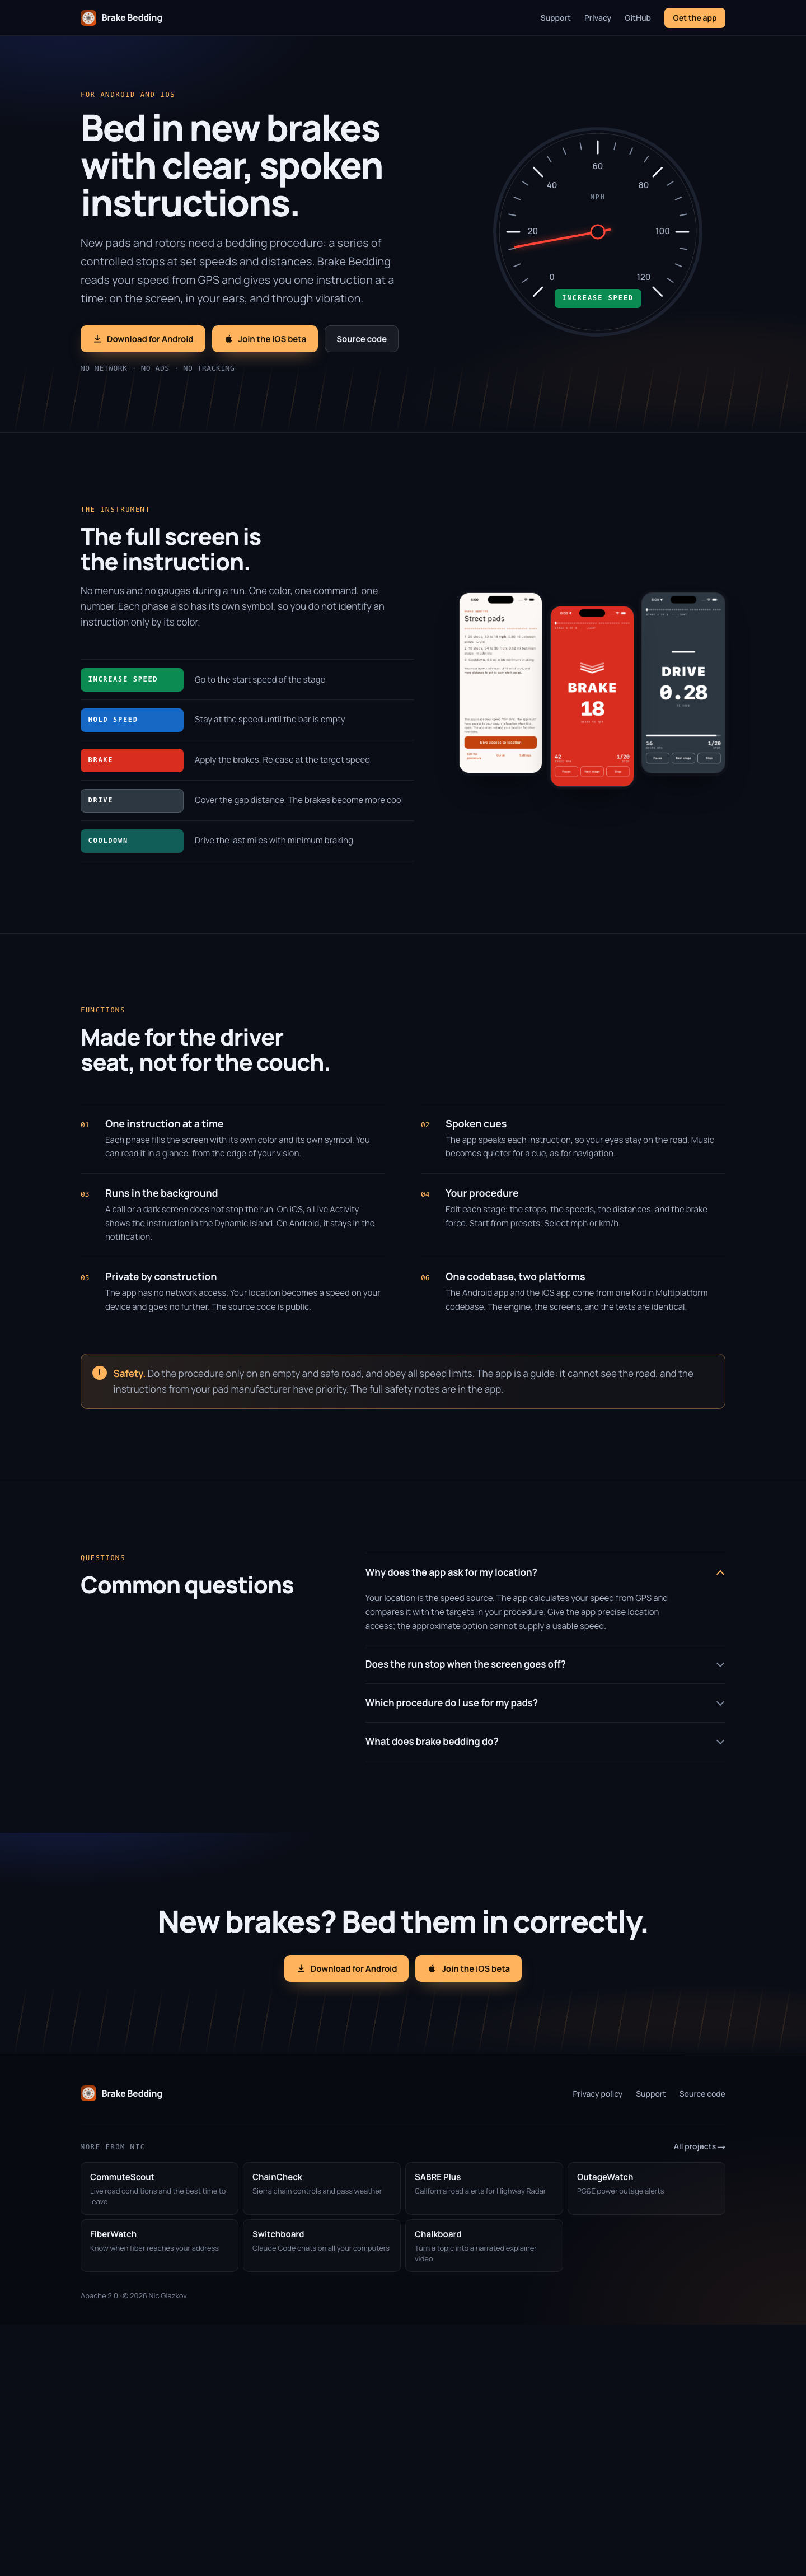 Brake Bedding
Support
Privacy
GitHub
Get the app
FOR ANDROID AND IOS
Bed in new brakes
with clear, spoken
instructions.
New pads and rotors need a bedding procedure: a series of
controlled stops at set speeds and distances. Brake Bedding
reads your speed from GPS and gives you one instruction at a
time: on the screen, in your ears, and through vibration.
Download for Android
Join the iOS beta
Source code
NO NETWORK · NO ADS · NO TRACKING
60
40
80
MPH
20
100
0
120
INCREASE SPEED
THE INSTRUMENT
The full screen is
the instruction.
No menus and no gauges during a run. One color, one command, one
number. Each phase also has its own symbol, so you do not identify an
instruction only by its color.
INCREASE SPEED
Go to the start speed of the stage
HOLD SPEED
Stay at the speed until the bar is empty
BRAKE
Apply the brakes. Release at the target speed
DRIVE
Cover the gap distance. The brakes become more cool
COOLDOWN
Drive the last miles with minimum braking
Street pads
Give access to location
BRAKE
18
42
1/20
Pause
End stage
Stop
DRIVE
0.28
16
1/20
Pause
End stage
Stop
FUNCTIONS
Made for the driver
seat, not for the couch.
01
One instruction at a time
Each phase fills the screen with its own color and its own symbol. You
can read it in a glance, from the edge of your vision.
02
Spoken cues
The app speaks each instruction, so your eyes stay on the road. Music
becomes quieter for a cue, as for navigation.
03
Runs in the background
A call or a dark screen does not stop the run. On iOS, a Live Activity
shows the instruction in the Dynamic Island. On Android, it stays in the
notification.
04
Your procedure
Edit each stage: the stops, the speeds, the distances, and the brake
force. Start from presets. Select mph or km/h.
05
Private by construction
The app has no network access. Your location becomes a speed on your
device and goes no further. The source code is public.
06
One codebase, two platforms
The Android app and the iOS app come from one Kotlin Multiplatform
codebase. The engine, the screens, and the texts are identical.
! Safety. Do the procedure only on an empty and safe road, and obey all speed limits. The app is a guide: it cannot see the road, and the
instructions from your pad manufacturer have priority. The full safety notes are in the app.
QUESTIONS
Common questions
Why does the app ask for my location?
Your location is the speed source. The app calculates your speed from GPS and
compares it with the targets in your procedure. Give the app precise location
access; the approximate option cannot supply a usable speed.
Does the run stop when the screen goes off?
Which procedure do I use for my pads?
What does brake bedding do?
New brakes? Bed them in correctly.
Download for Android
Join the iOS beta
Brake Bedding
Privacy policy
Support
Source code
MORE FROM NIC
All projects →
CommuteScout
Live road conditions and the best time to
leave
ChainCheck
Sierra chain controls and pass weather
SABRE Plus
California road alerts for Highway Radar
OutageWatch
PG&E power outage alerts
FiberWatch
Know when fiber reaches your address
Switchboard
Claude Code chats on all your computers
Chalkboard
Turn a topic into a narrated explainer
video
Apache 2.0 · © 2026 Nic Glazkov